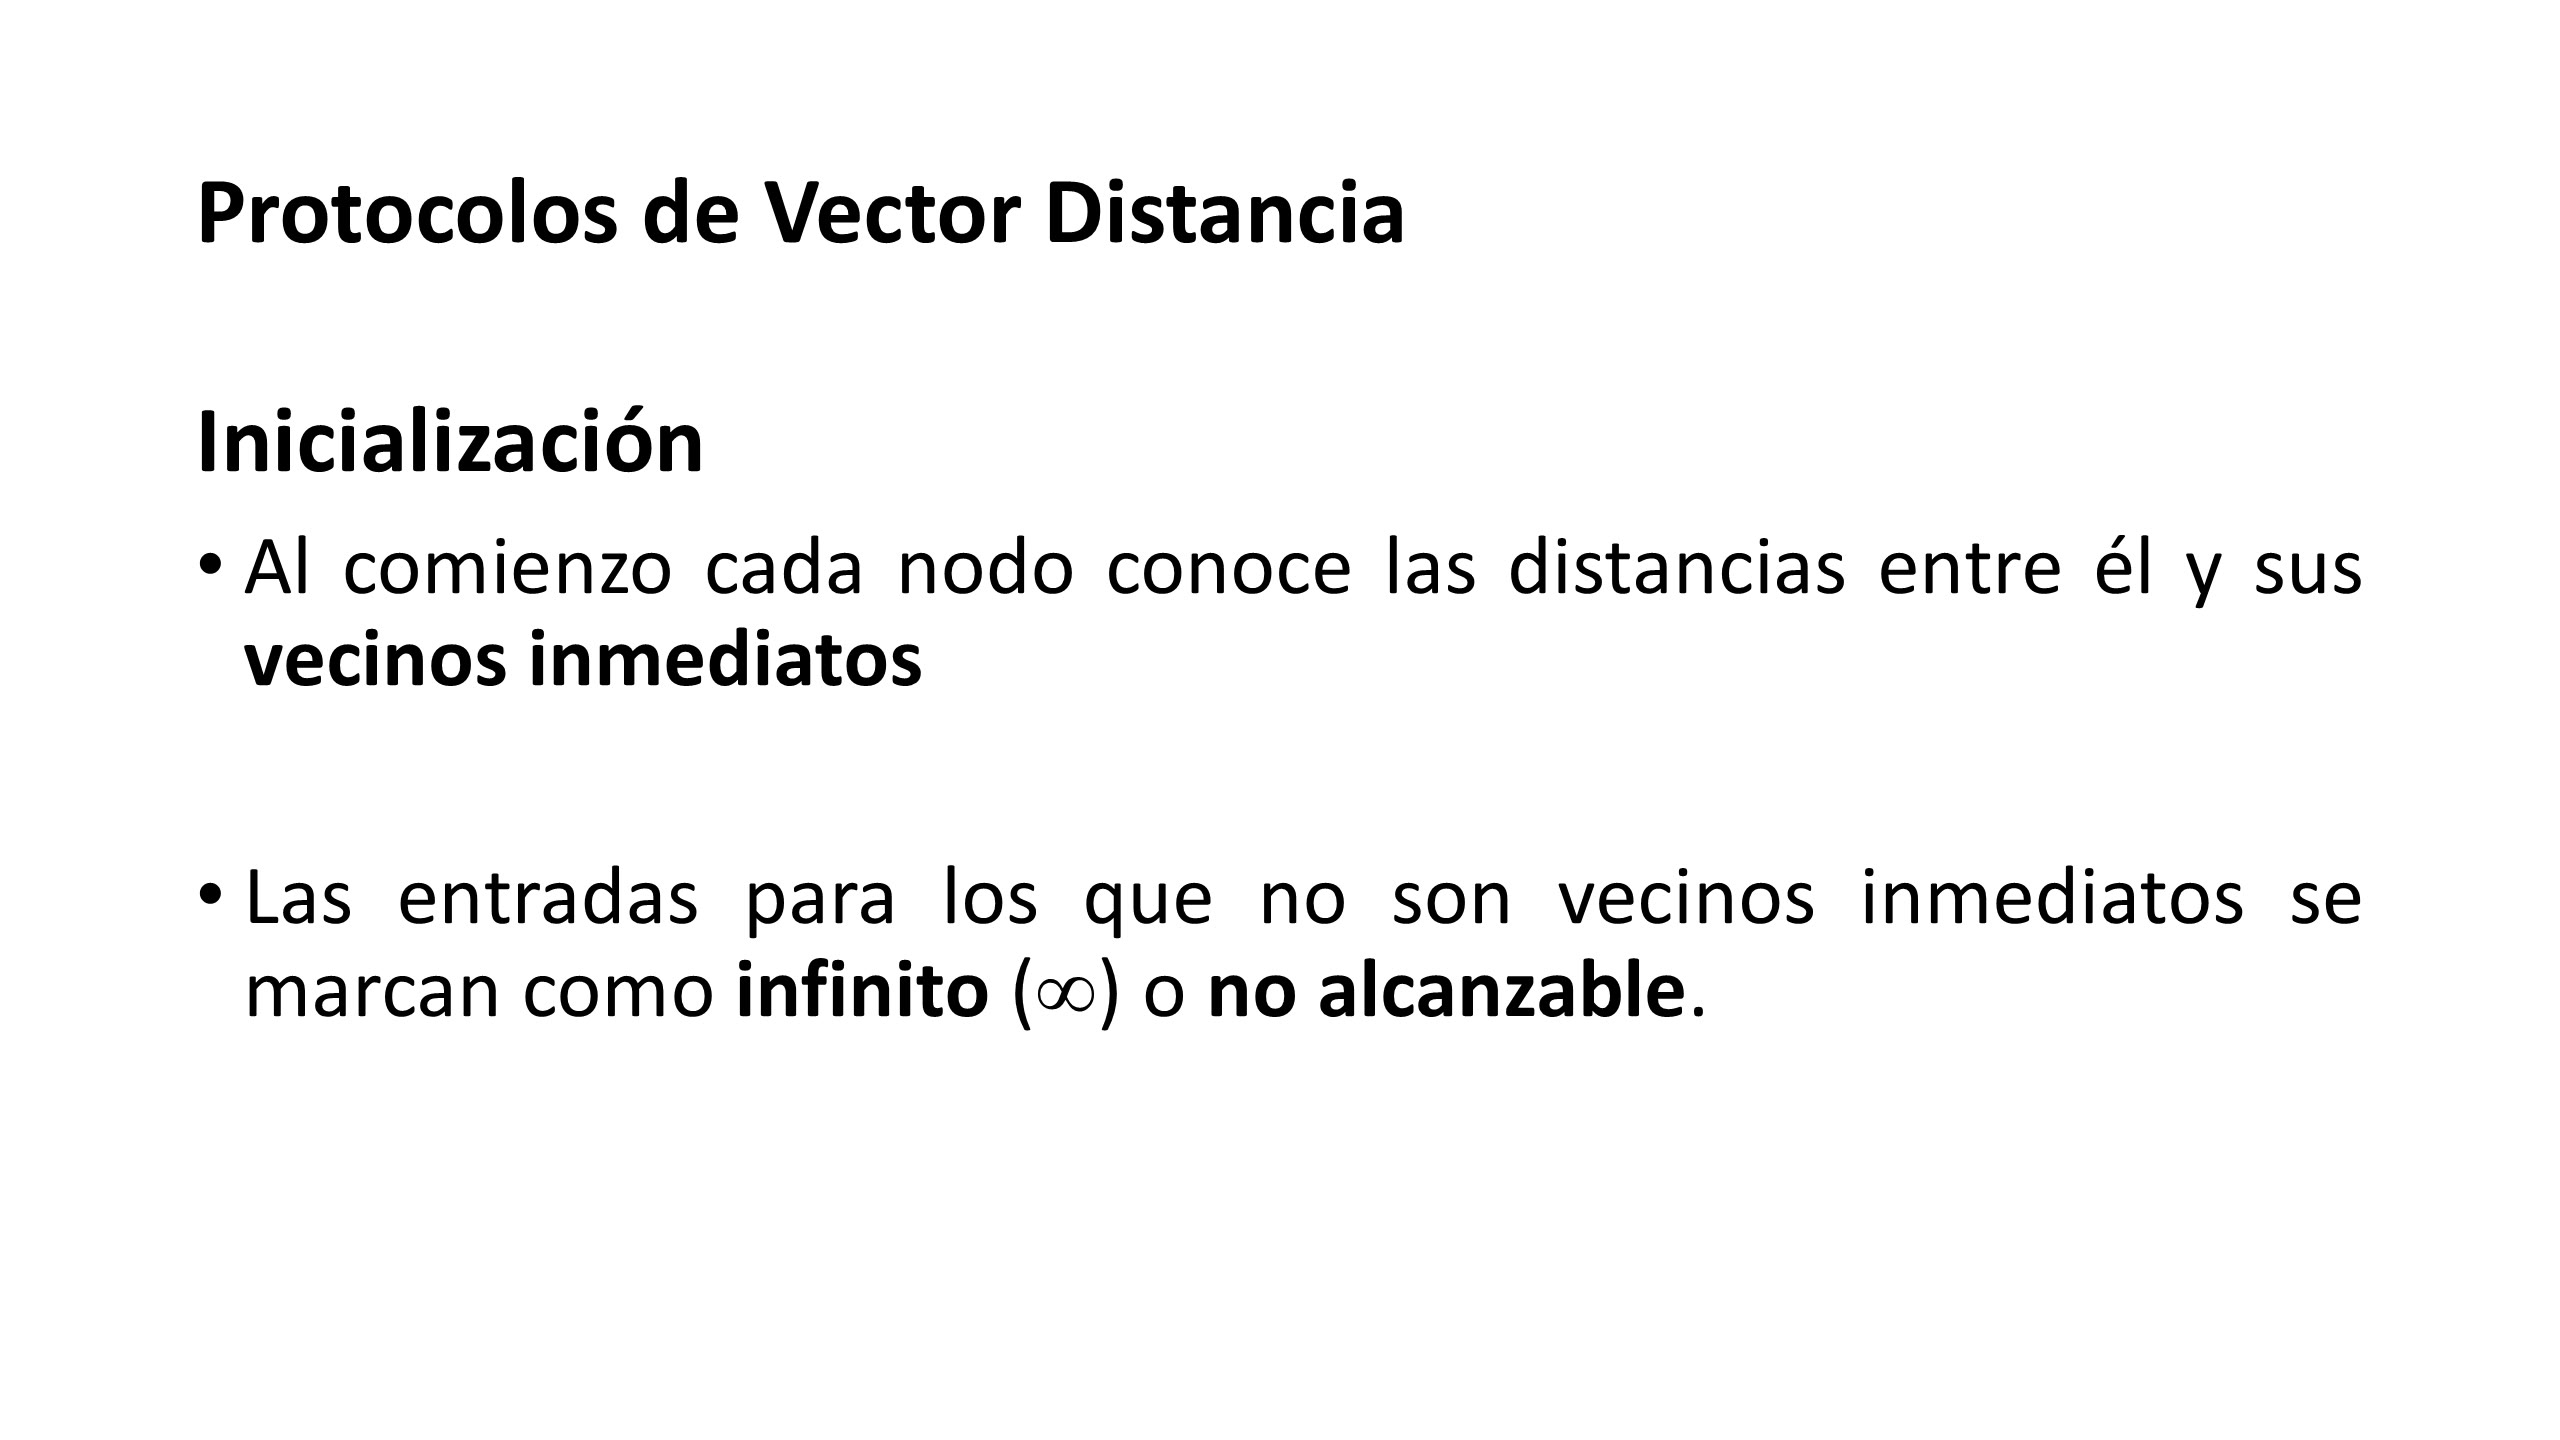 Protocolos de Vector Distancia
Inicialización
• Al comienzo cada nodo conoce las distancias entre él y sus
vecinos inmediatos
• Las entradas para los que no son vecinos inmediatos se
marcan como infinito (∞) o no alcanzable.